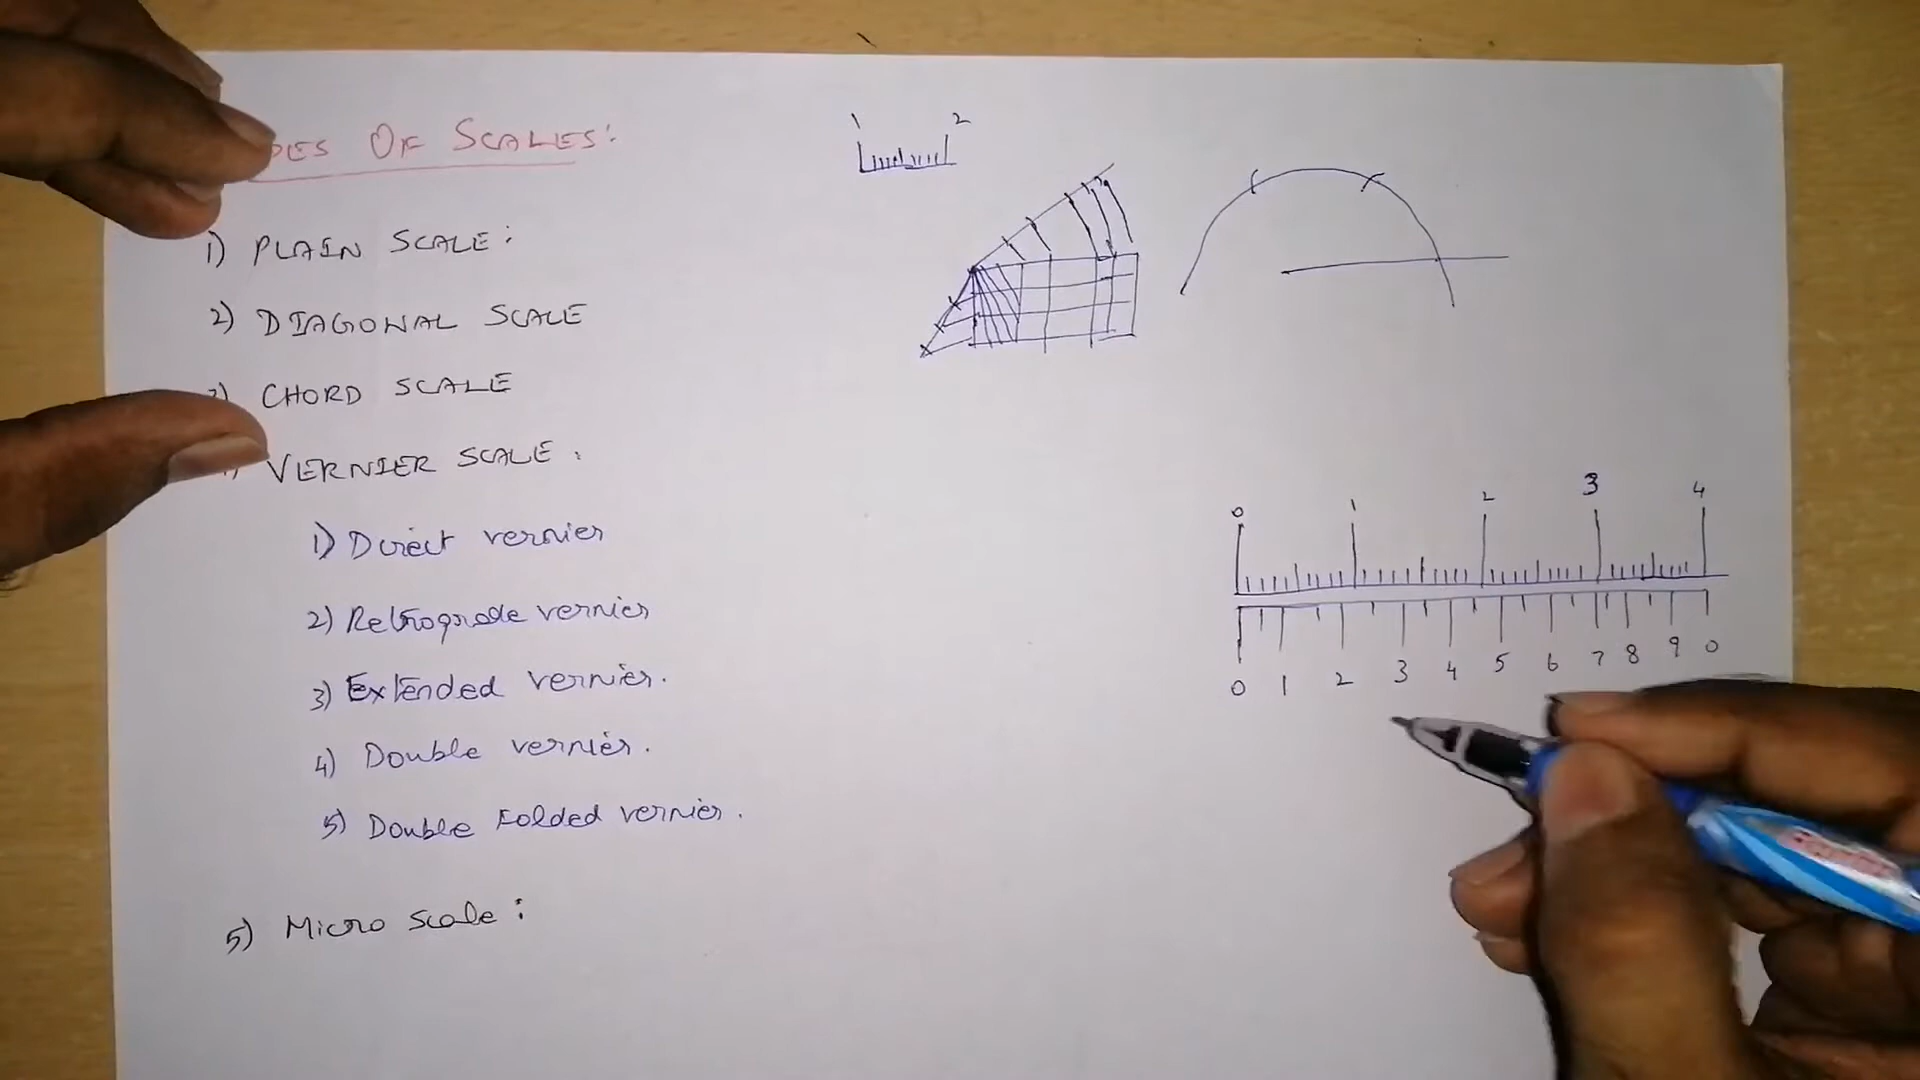 OF SCALES:
1) PLAIN SCALE:
2) DIAGONAL SCALE
CHORD SCALE
VERNIER SCALE:
1) Direct vernier
2) Retrograde vernier
3) Extended vernier.
4) Double vernier.
5) Double Folded vernier.
5) Micro scale:
1 2
0 1 2 3 4
0 1 2 3 4 5 6 7 8 9 0